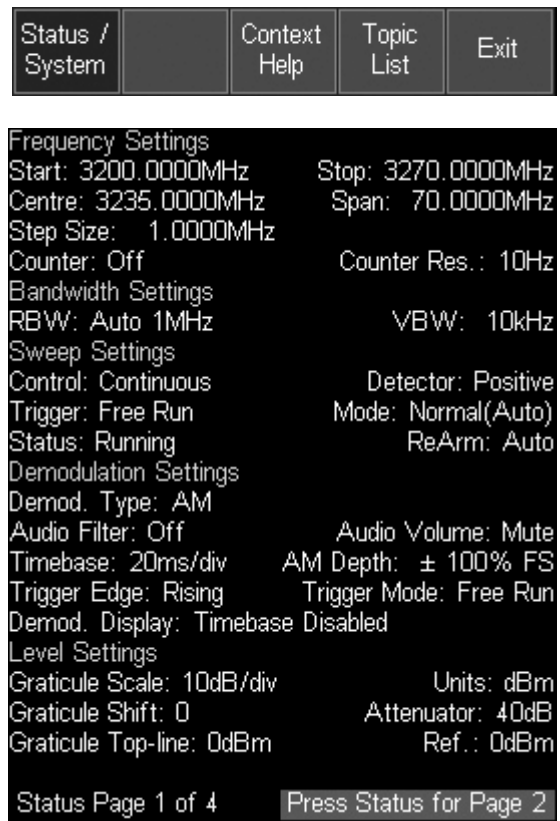 Status / System
Context Help
Topic List
Exit
Frequency Settings
Start: 3200.0000MHz Stop: 3270.0000MHz
Centre: 3235.0000MHz Span: 70.0000MHz
Step Size: 1.0000MHz
Counter: Off Counter Res.: 10Hz
Bandwidth Settings
RBW: Auto 1MHz VBW: 10kHz
Sweep Settings
Control: Continuous Detector: Positive
Trigger: Free Run Mode: Normal(Auto)
Status: Running ReArm: Auto
Demodulation Settings
Demod. Type: AM
Audio Filter: Off Audio Volume: Mute
Timebase: 20ms/div AM Depth: ± 100% FS
Trigger Edge: Rising Trigger Mode: Free Run
Demod. Display: Timebase Disabled
Level Settings
Graticule Scale: 10dB/div Units: dBm
Graticule Shift: 0 Attenuator: 40dB
Graticule Top-line: 0dBm Ref.: 0dBm
Status Page 1 of 4 Press Status for Page 2